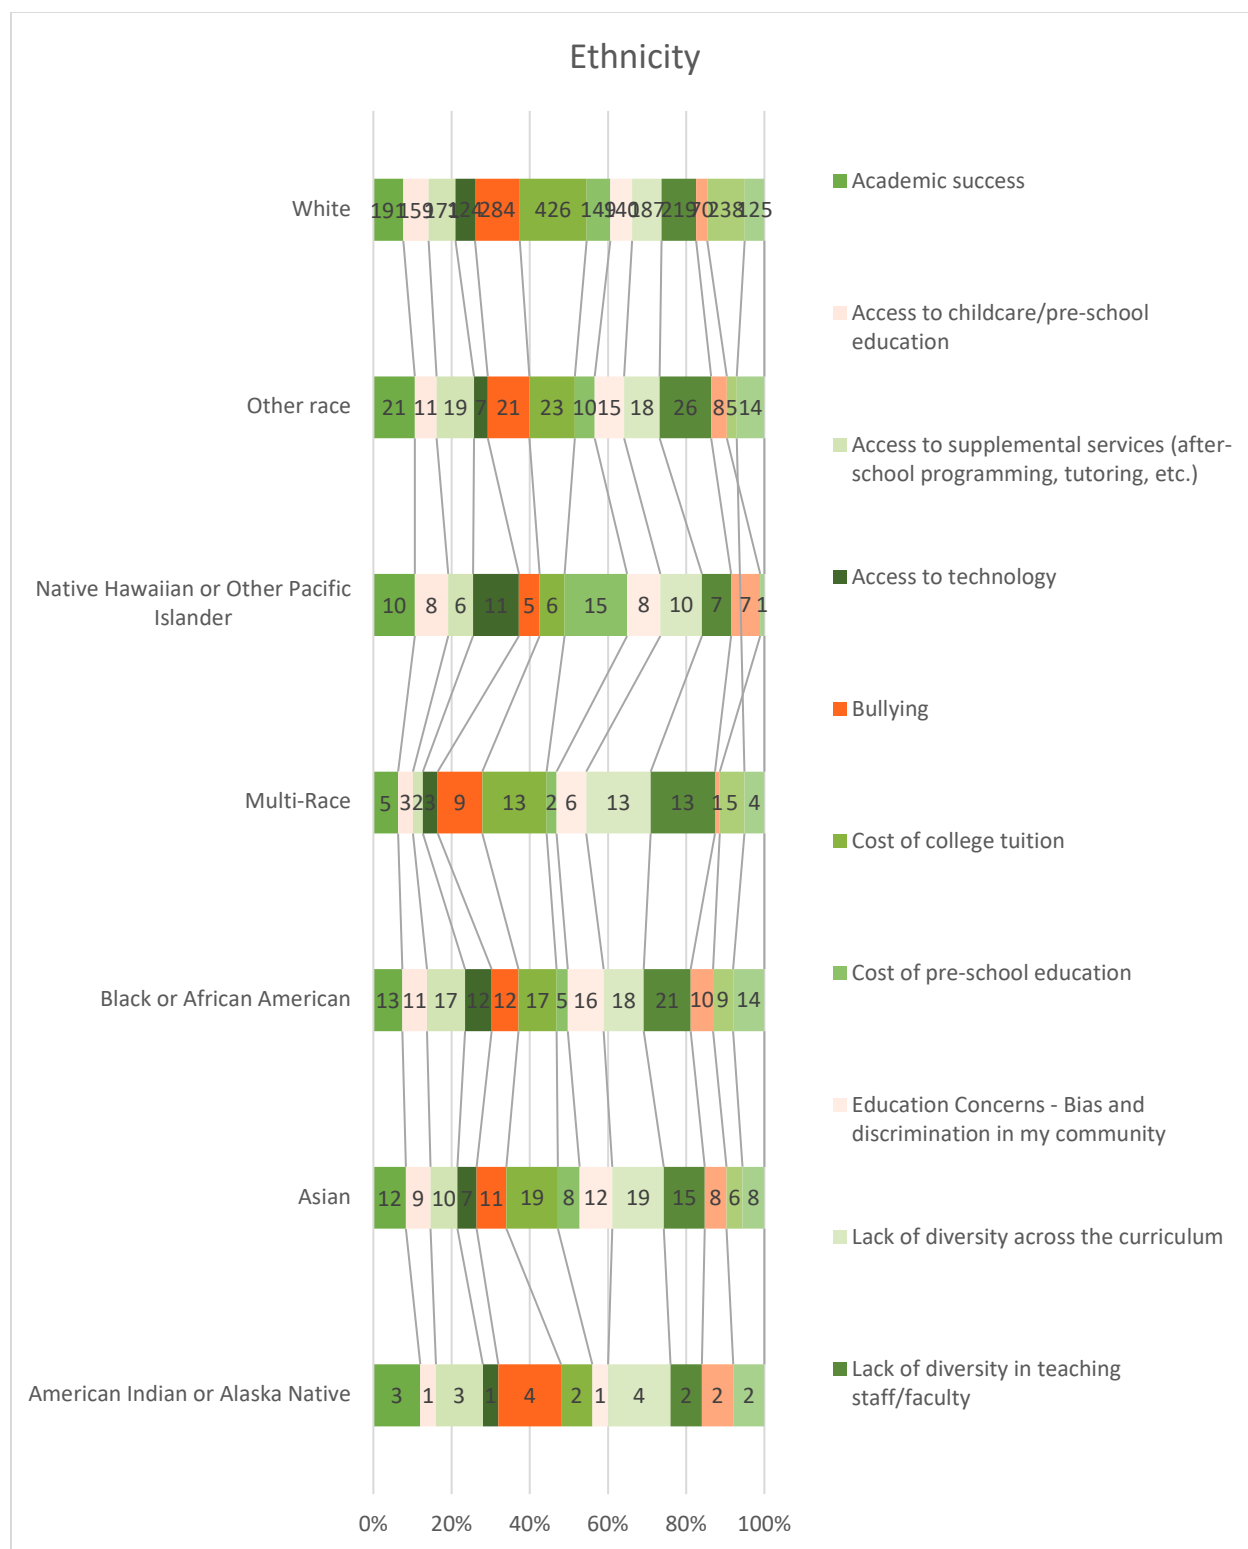 Ethnicity
White
191 159 171 124 284 426 149 140 187 219 70 238 125
Other race
21 11 19 7 21 23 10 15 18 26 8 5 14
Native Hawaiian or Other Pacific
Islander
10 8 6 11 5 6 15 8 10 7 7 1
Multi-Race
5 3 2 3 9 13 2 6 13 13 1 5 4
Black or African American
13 11 17 12 12 17 5 16 18 21 10 9 14
Asian
12 9 10 7 11 19 8 12 19 15 8 6 8
American Indian or Alaska Native
3 1 3 1 4 2 1 4 2 2 2
0% 20% 40% 60% 80% 100%
Academic success
Access to childcare/pre-school
education
Access to supplemental services (after-
school programming, tutoring, etc.)
Access to technology
Bullying
Cost of college tuition
Cost of pre-school education
Education Concerns - Bias and
discrimination in my community
Lack of diversity across the curriculum
Lack of diversity in teaching
staff/faculty